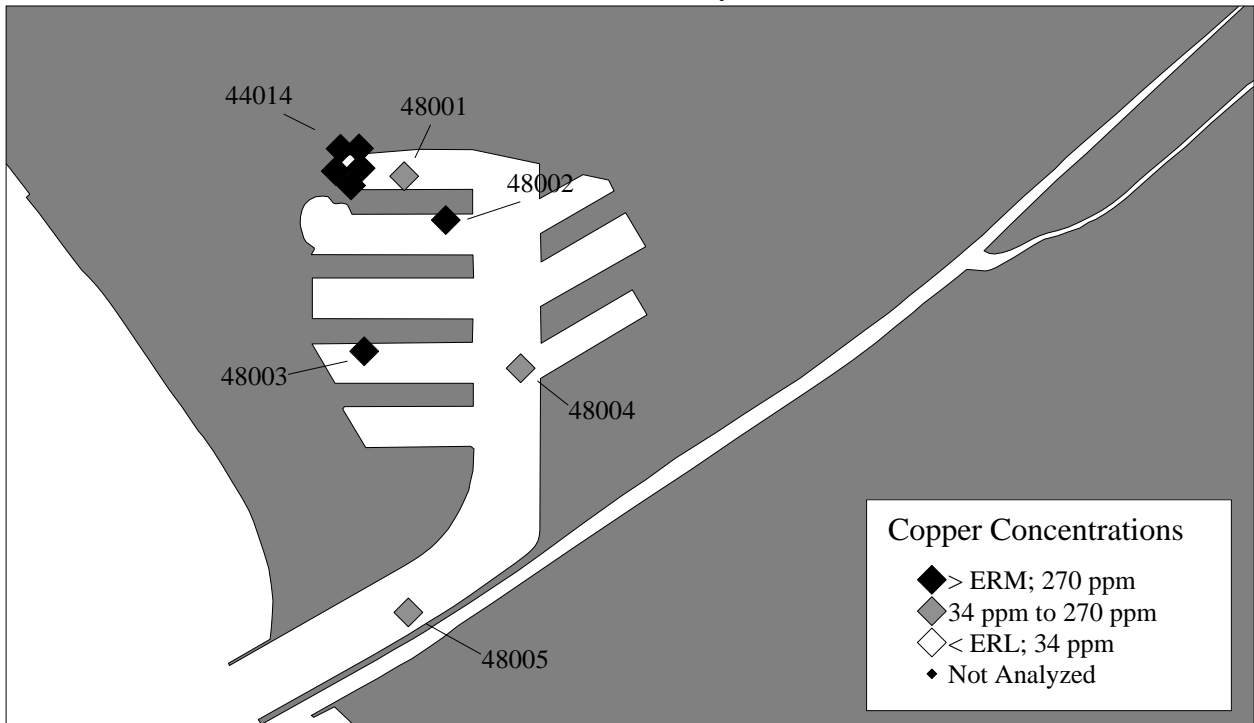 44014
48001
48002
48003
48004
48005
Copper Concentrations
> ERM; 270 ppm
34 ppm to 270 ppm
< ERL; 34 ppm
Not Analyzed